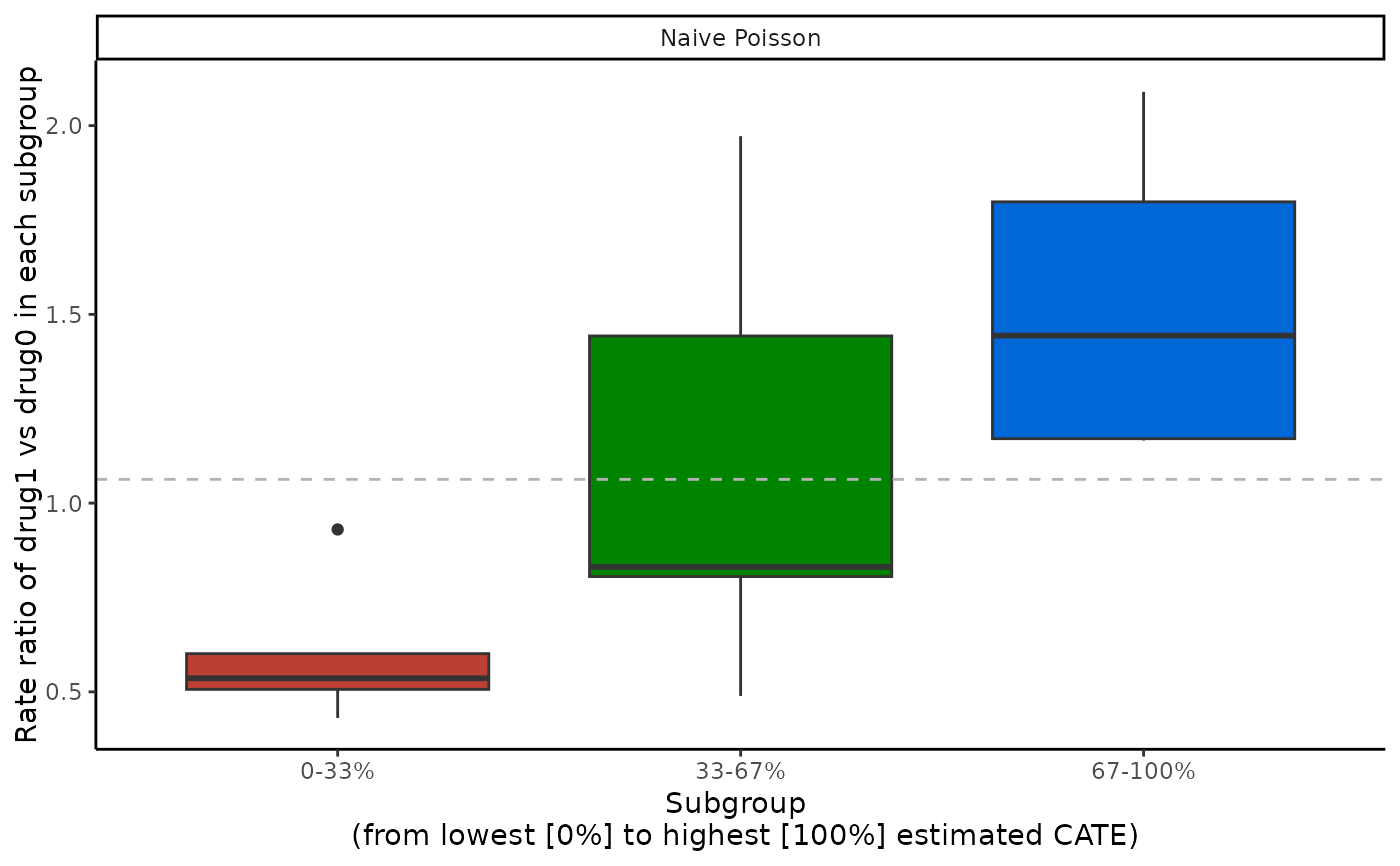 Naive Poisson
Rate ratio of drug1 vs drug0 in each subgroup
2.0
1.5
1.0
0.5
0-33%
33-67%
67-100%
Subgroup
(from lowest [0%] to highest [100%] estimated CATE)